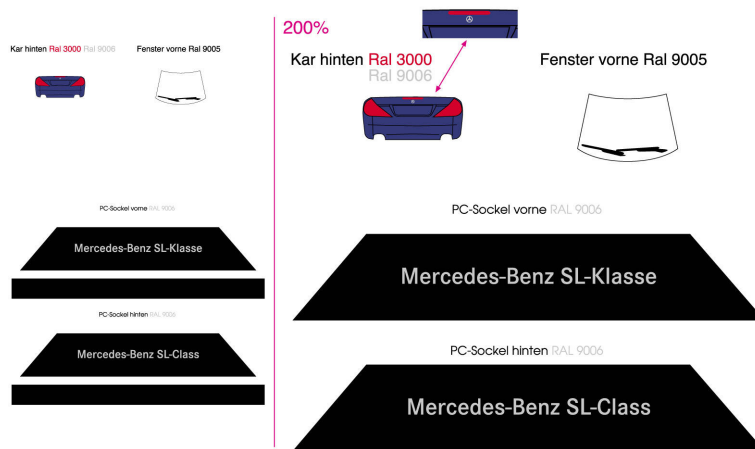 Kar hinten Ral 3000 Ral 9006
Fenster vorne Ral 9005
PC-Sockel vorne RAL 9006
Mercedes-Benz SL-Klasse
PC-Sockel hinten RAL 9006
Mercedes-Benz SL-Class
200%
Kar hinten Ral 3000
Ral 9006
Fenster vorne Ral 9005
PC-Sockel vorne RAL 9006
Mercedes-Benz SL-Klasse
PC-Sockel hinten RAL 9006
Mercedes-Benz SL-Class